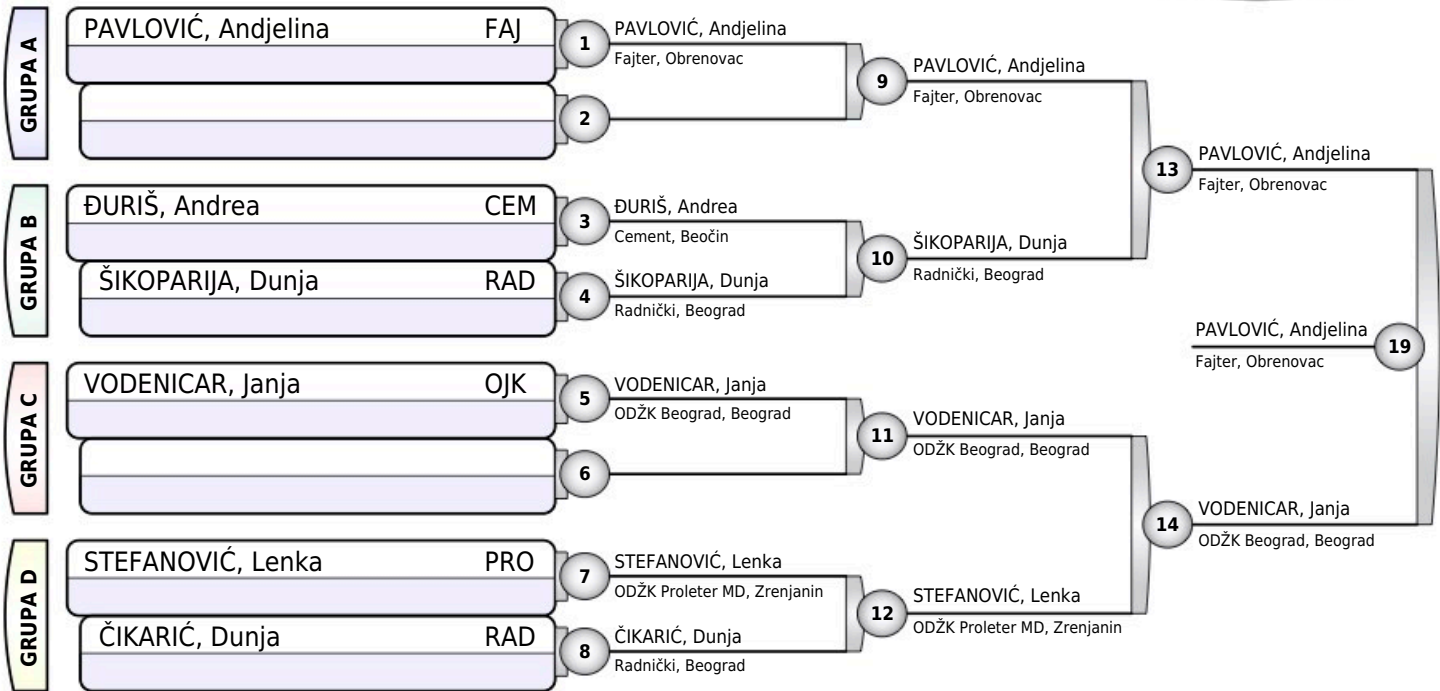 GRUPA A
PAVLOVIĆ, Andjelina FAJ
1
PAVLOVIĆ, Andjelina
Fajter, Obrenovac
2
9
PAVLOVIĆ, Andjelina
Fajter, Obrenovac
GRUPA B
ĐURIŠ, Andrea CEM
3
ĐURIŠ, Andrea
Cement, Beočin
ŠIKOPARIJA, Dunja RAD
4
ŠIKOPARIJA, Dunja
Radnički, Beograd
10
ŠIKOPARIJA, Dunja
Radnički, Beograd
13
PAVLOVIĆ, Andjelina
Fajter, Obrenovac
GRUPA C
VODENICAR, Janja OJK
5
VODENICAR, Janja
ODŽK Beograd, Beograd
6
11
VODENICAR, Janja
ODŽK Beograd, Beograd
GRUPA D
STEFANOVIĆ, Lenka PRO
7
STEFANOVIĆ, Lenka
ODŽK Proleter MD, Zrenjanin
ČIKARIĆ, Dunja RAD
8
ČIKARIĆ, Dunja
Radnički, Beograd
12
STEFANOVIĆ, Lenka
ODŽK Proleter MD, Zrenjanin
14
VODENICAR, Janja
ODŽK Beograd, Beograd
PAVLOVIĆ, Andjelina
Fajter, Obrenovac
19